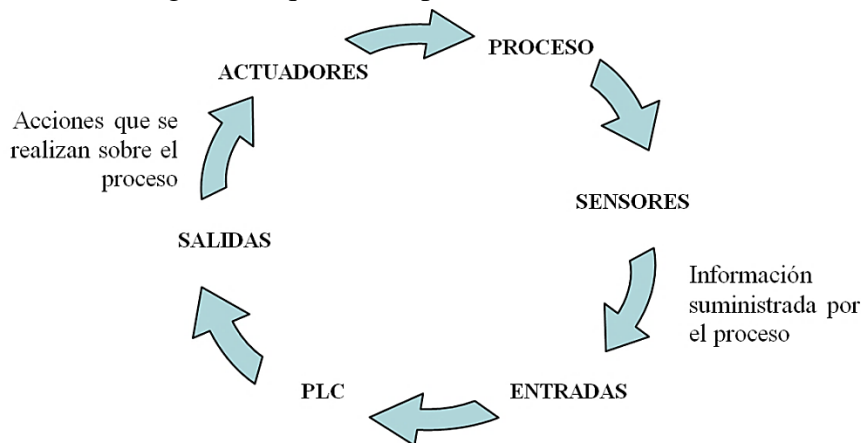 PROCESO
ACTUADORES
Acciones que se
realizan sobre el
proceso
SENSORES
SALIDAS
Información
suministrada por
el proceso
PLC
ENTRADAS